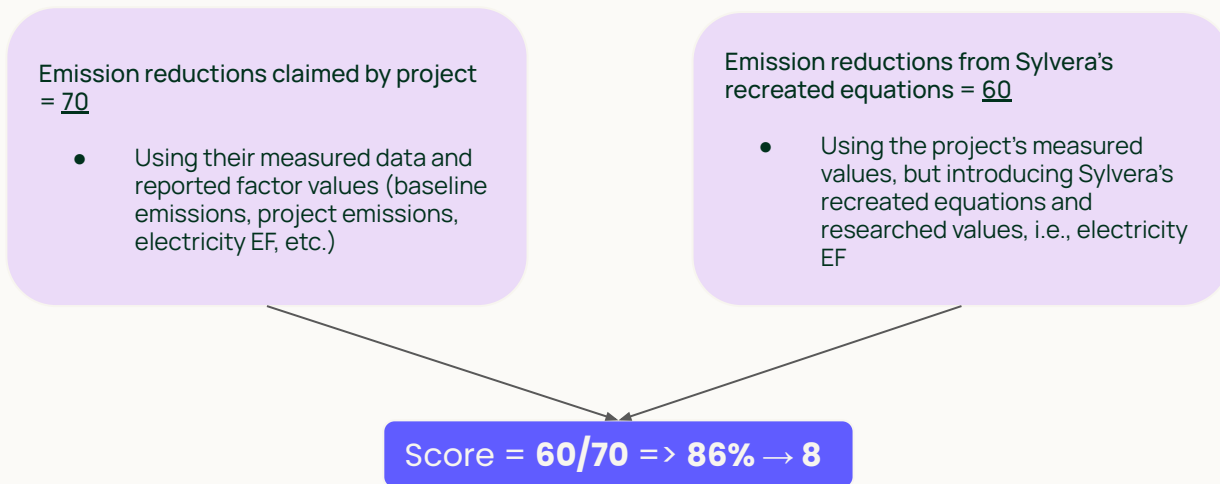 Emission reductions claimed by project
= 70
● Using their measured data and
reported factor values (baseline
emissions, project emissions,
electricity EF, etc.)
Emission reductions from Sylvera's
recreated equations = 60
● Using the project's measured
values, but introducing Sylvera's
recreated equations and
researched values, i.e., electricity
EF
Score = 60/70 => 86% → 8